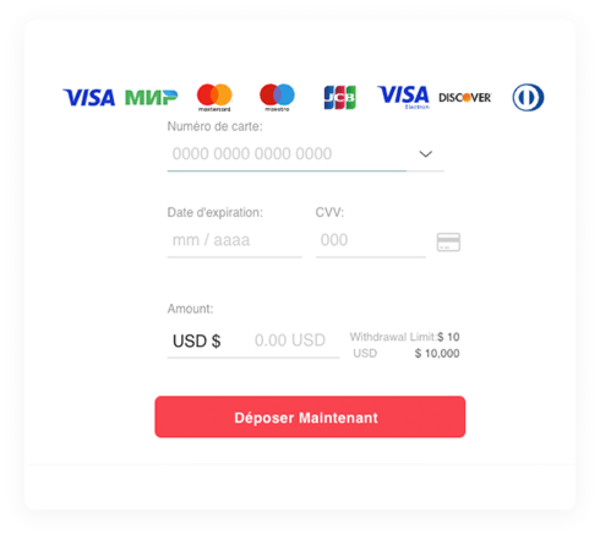 VISA МИР mastercard maestro JCB VISA Electron DISCOVER
Numéro de carte:
0000 0000 0000 0000
Date d'expiration: CVV:
mm / aaaa 000
Amount:
USD $ 0.00 USD Withdrawal Limit:$ 10
USD $ 10,000
Déposer Maintenant